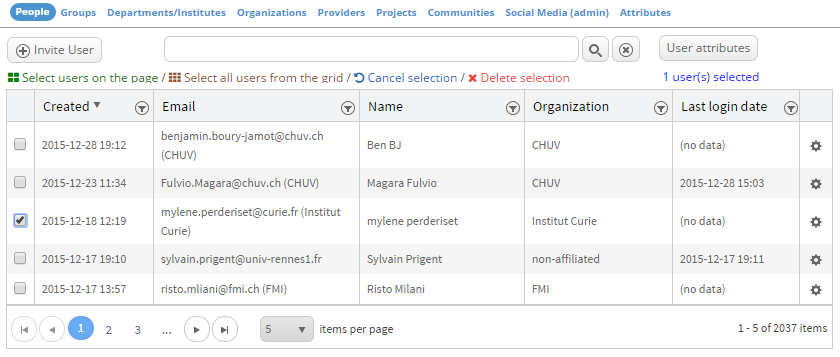 People Groups Departments/Institutes Organizations Providers Projects Communities Social Media (admin) Attributes
Invite User User attributes
Select users on the page / Select all users from the grid / Cancel selection / Delete selection 1 user(s) selected
Created Email Name Organization Last login date
2015-12-28 19:12 benjamin.boury-jamot@chuv.ch (CHUV) Ben BJ CHUV (no data)
2015-12-23 11:34 Fulvio.Magara@chuv.ch (CHUV) Magara Fulvio CHUV 2015-12-28 15:03
2015-12-18 12:19 mylene.perderiset@curie.fr (Institut Curie) mylene perderiset Institut Curie (no data)
2015-12-17 19:10 sylvain.prigent@univ-rennes1.fr Sylvain Prigent non-affiliated 2015-12-17 19:11
2015-12-17 13:57 risto.mliani@fmi.ch (FMI) Risto Milani FMI (no data)
1 2 3 ... 5 items per page 1 - 5 of 2037 items